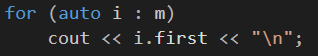 for (auto i : m)
    cout << i.first << "\n";